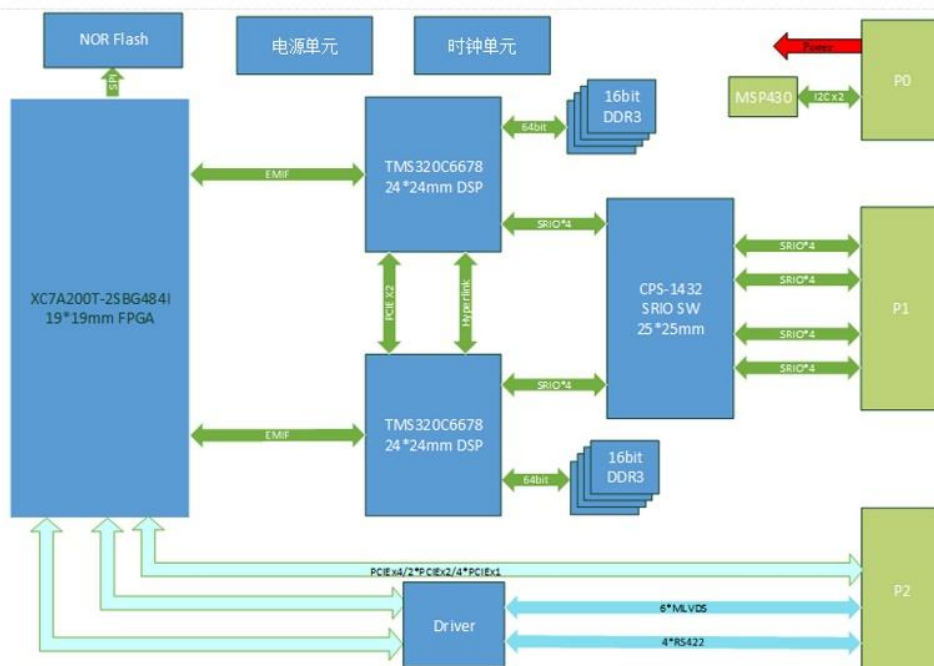 NOR Flash
电源单元
时钟单元
Power
P0
MSP430
I2C x2
SPI
16bit
DDR3
64bit
TMS320C6678
24*24mm DSP
EMIF
SRIO*4
XC7A200T-2SBG484I
19*19mm FPGA
PCIE X2
Hyperlink
CPS-1432
SRIO SW
25*25mm
SRIO*4
SRIO*4
SRIO*4
SRIO*4
P1
SRIO*4
TMS320C6678
24*24mm DSP
EMIF
16bit
DDR3
64bit
PCIEx4/2*PCIEx2/4*PCIEx1
Driver
6*MLVDS
4*RS422
P2